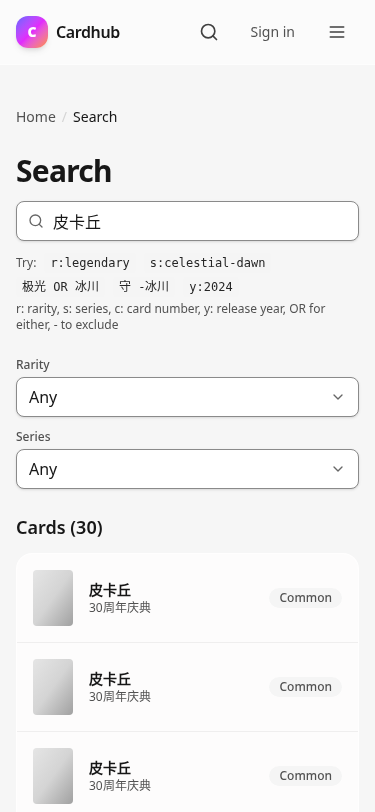 C Cardhub Sign in
Home / Search
Search
皮卡丘
Try: r:legendary s:celestial-dawn
极光 OR 冰川 守 -冰川 y:2024
r: rarity, s: series, c: card number, y: release year, OR for
either, - to exclude
Rarity
Any
Series
Any
Cards (30)
皮卡丘
30周年庆典
Common
皮卡丘
30周年庆典
Common
皮卡丘
30周年庆典
Common